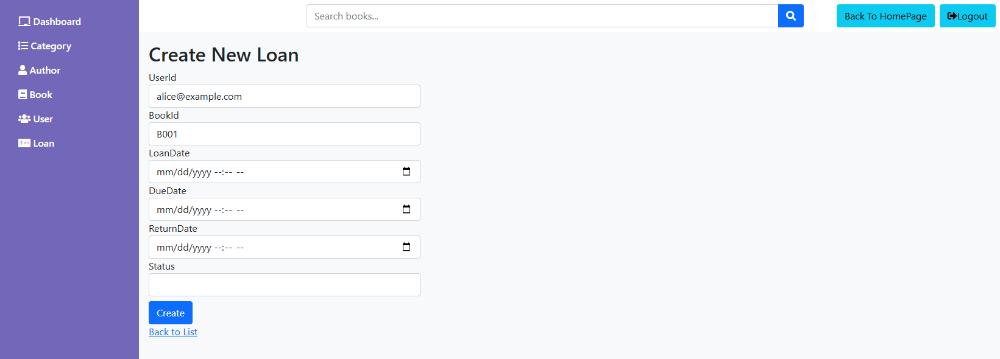 Dashboard
Category
Author
Book
User
Loan
Search books...
Back To HomePage
Logout
Create New Loan
UserId
alice@example.com
BookId
B001
LoanDate
mm/dd/yyyy --:-- --
DueDate
mm/dd/yyyy --:-- --
ReturnDate
mm/dd/yyyy --:-- --
Status
Create
Back to List